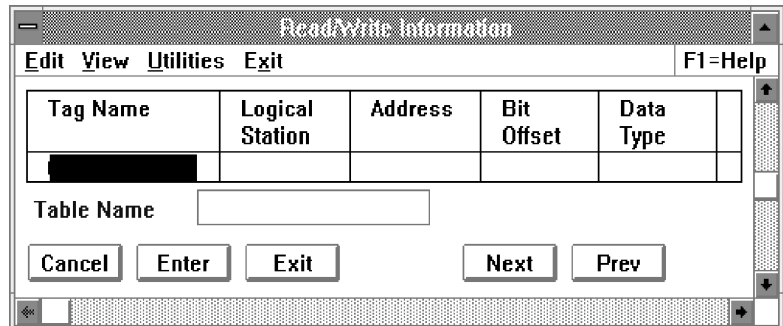 Read/Write Information
Edit View Utilities Exit F1=Help
Tag Name Logical Station Address Bit Offset Data Type
Table Name
Cancel Enter Exit Next Prev